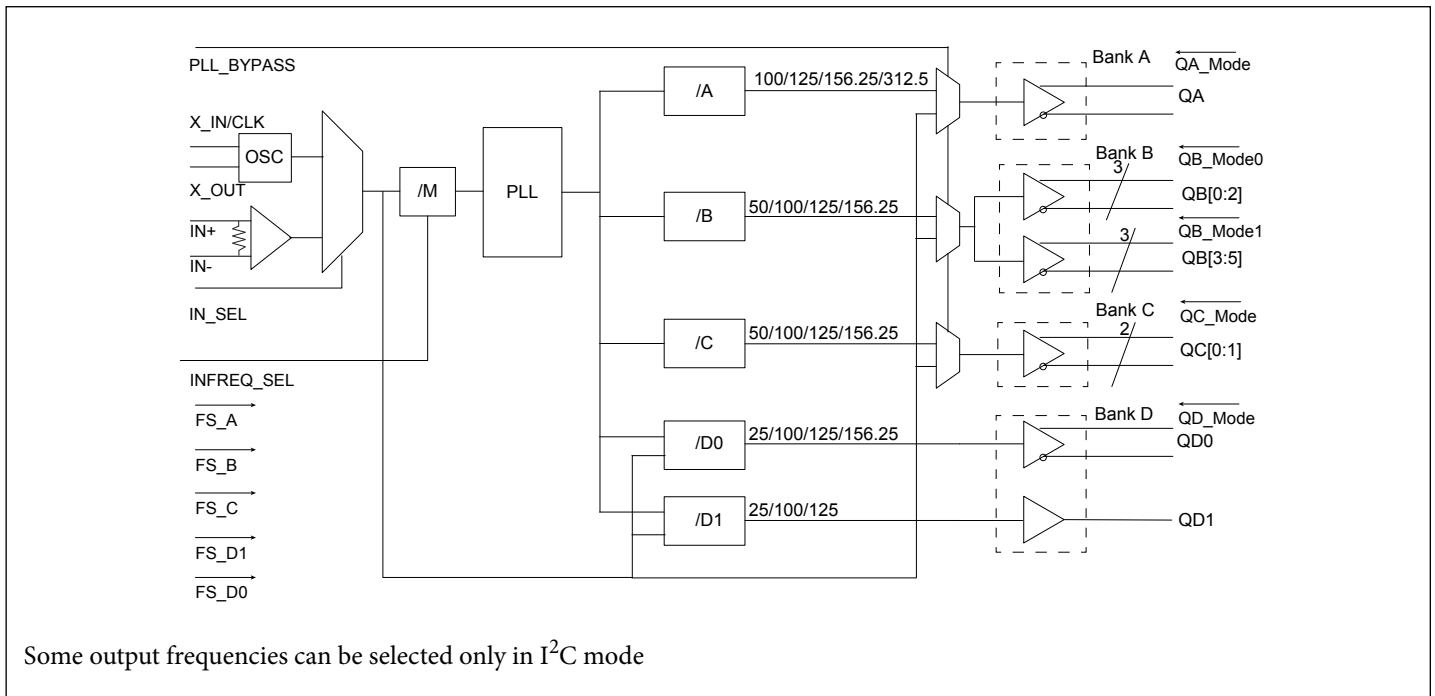 PLL_BYPASS
X_IN/CLK
OSC
X_OUT
IN+
IN-
IN_SEL
INFREQ_SEL
FS_A
FS_B
FS_C
FS_D1
FS_D0
/M
PLL
/A
100/125/156.25/312.5
/B
50/100/125/156.25
/C
50/100/125/156.25
/D0
25/100/125/156.25
/D1
25/100/125
Bank A
QA_Mode
QA
Bank B
QB_Mode0
3
QB[0:2]
QB_Mode1
3
QB[3:5]
Bank C
QC_Mode
2
QC[0:1]
Bank D
QD_Mode
QD0
QD1
Some output frequencies can be selected only in I²C mode